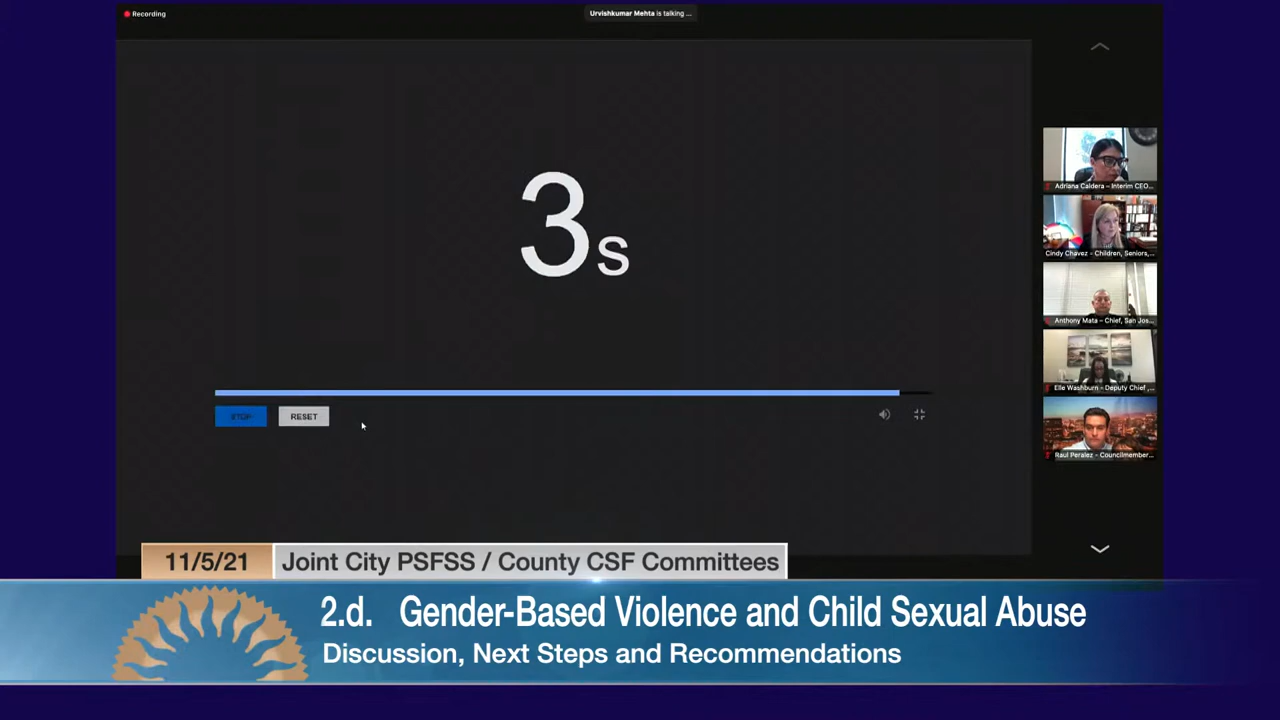 Recording
Urvishkumar Mehta is talking ...
3s
STOP
RESET
Adriana Caldera – Interim CEO...
Cindy Chavez - Children, Seniors,...
Anthony Mata – Chief, San Jos...
Elle Washburn - Deputy Chief ,...
Raul Peralez - Councilmember...
11/5/21
Joint City PSFSS / County CSF Committees
2.d. Gender-Based Violence and Child Sexual Abuse
Discussion, Next Steps and Recommendations